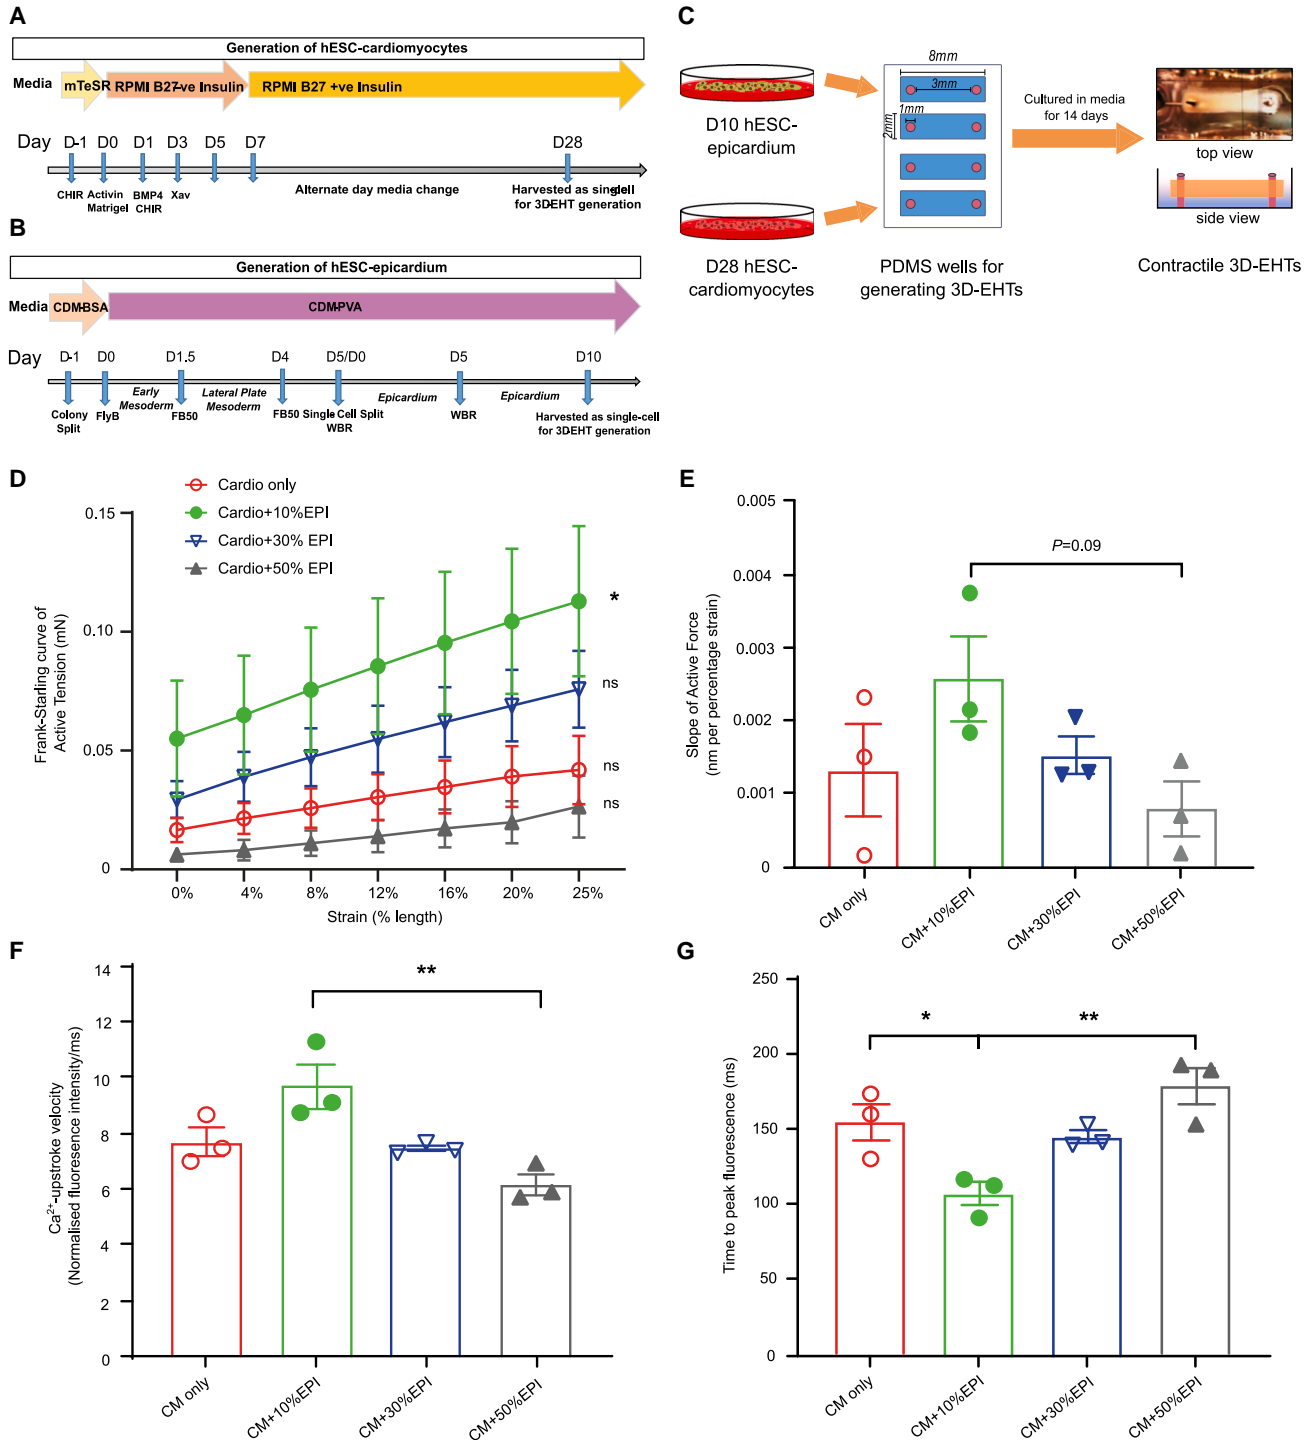 A
Generation of hESC-cardiomyocytes
Media
mTeSR
RPMI B27-ve Insulin
RPMI B27 +ve Insulin
Day
D-1
D0
D1
D3
D5
D7
D28
CHIR
Activin
Matrigel
BMP4
CHIR
Xav
Alternate day media change
Harvested as single-cell
for 3D-EHT generation
B
Generation of hESC-epicardium
Media
CDM-BSA
CDM-PVA
Day
D-1
D0
D1.5
D4
D5/D0
D5
D10
Early
Mesoderm
Lateral Plate
Mesoderm
Epicardium
Epicardium
Colony
Split
FlyB
FB50
FB50
Single Cell Split
WBR
WBR
Harvested as single-cell
for 3D-EHT generation
C
D10 hESC-
epicardium
D28 hESC-
cardiomyocytes
8mm
3mm
1mm
2mm
PDMS wells for
generating 3D-EHTs
Cultured in media
for 14 days
top view
side view
Contractile 3D-EHTs
D
Cardio only
Cardio+10%EPI
Cardio+30% EPI
Cardio+50% EPI
Frank-Starling curve of
Active Tension (mN)
0.15
0.10
0.05
0
*
ns
ns
ns
0%
4%
8%
12%
16%
20%
25%
Strain (% length)
E
Slope of Active Force
(nm per percentage strain)
0.005
0.004
0.003
0.002
0.001
0
P=0.09
CM only
CM+10%EPI
CM+30%EPI
CM+50%EPI
F
Ca2+-upstroke velocity
(Normalised fluoresence intensity/ms)
14
12
10
8
6
4
2
0
**
CM only
CM+10%EPI
CM+30%EPI
CM+50%EPI
G
Time to peak fluorescence (ms)
250
200
150
100
50
0
*
**
CM only
CM+10%EPI
CM+30%EPI
CM+50%EPI